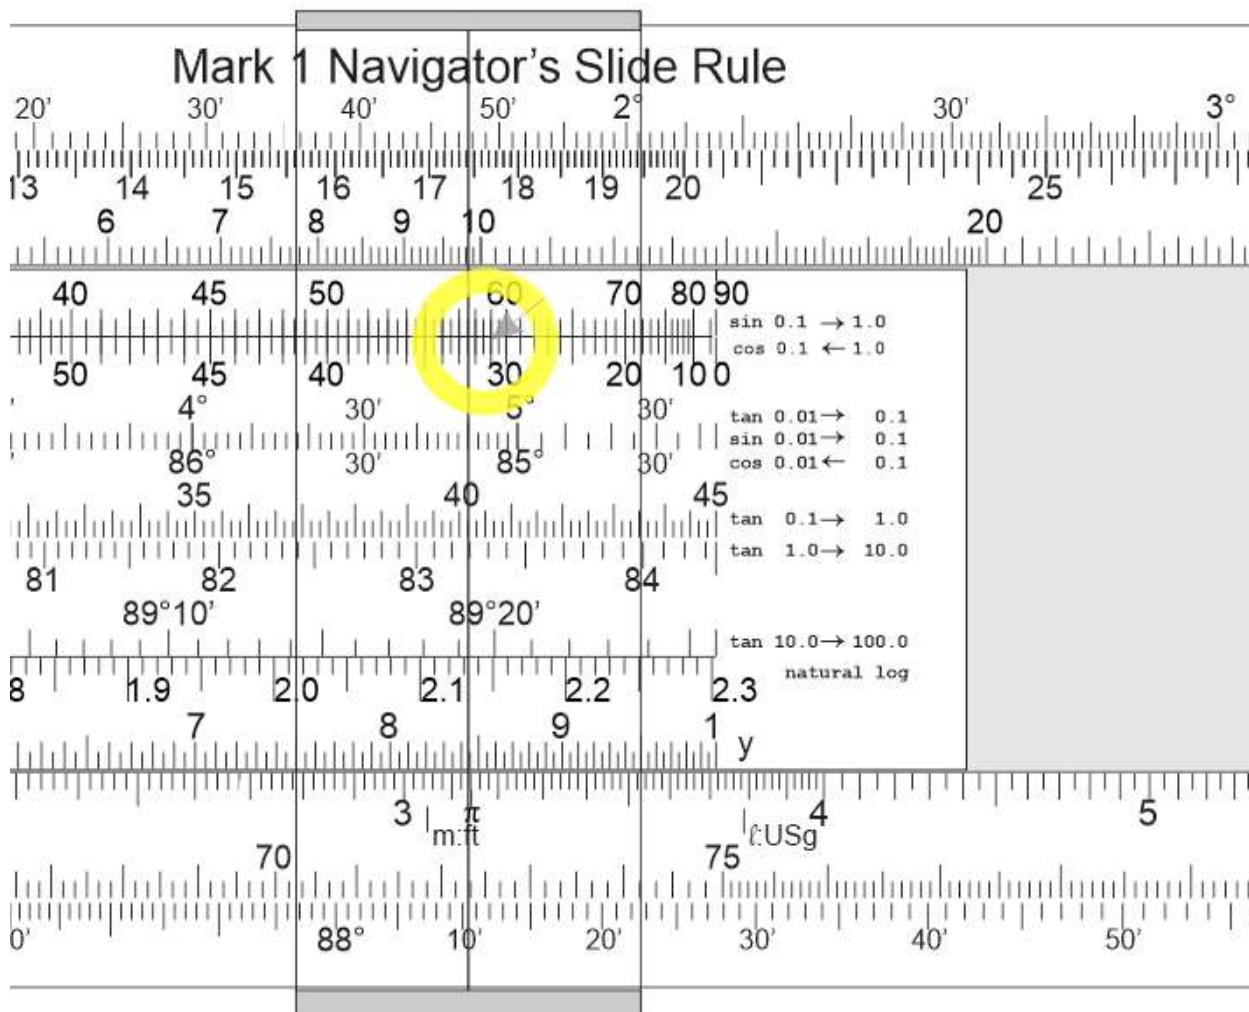 Mark 1 Navigator's Slide Rule
20' 30' 40' 50' 2° 30' 3°
13 14 15 16 17 18 19 20 25
6 7 8 9 10 20
40 45 50 60 70 80 90
sin 0.1 → 1.0
cos 0.1 ← 1.0
50 45 40 30 20 10 0
4° 30' 5° 30'
tan 0.01→ 0.1
sin 0.01→ 0.1
cos 0.01← 0.1
86° 30' 85° 30'
35 40 45
tan 0.1→ 1.0
tan 1.0→ 10.0
81 82 83 84
89°10' 89°20'
tan 10.0→100.0
natural log
8 1.9 2.0 2.1 2.2 2.3
7 8 9 1 y
3 π 4 5
m:ft ℓ:USg
70 75
0' 88° 10' 20' 30' 40' 50'